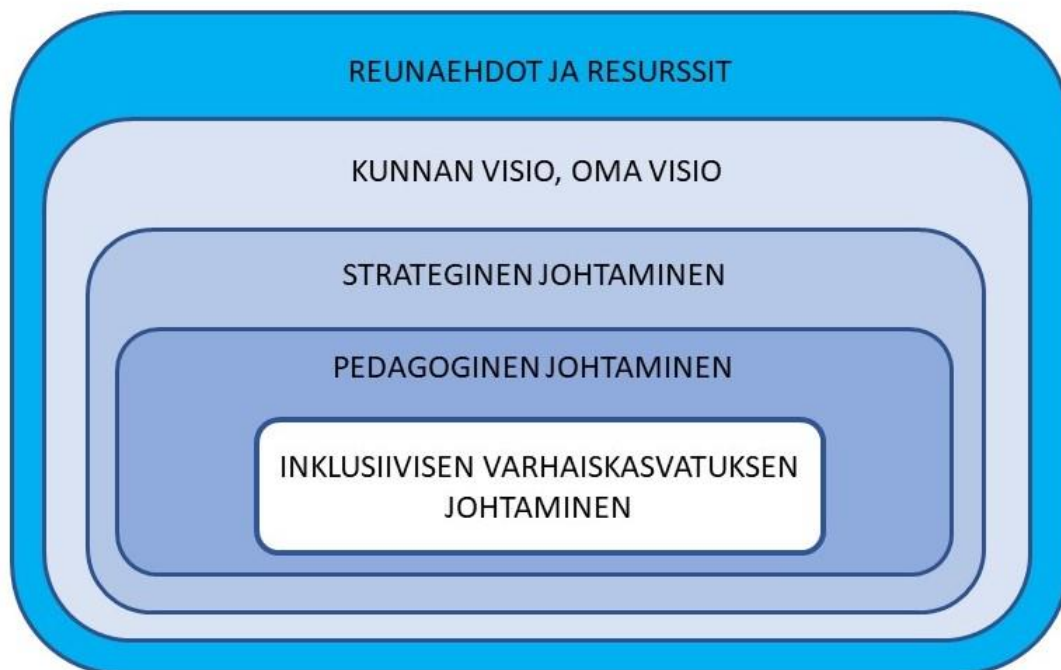 REUNAEHDOT JA RESURSSIT
KUNNAN VISIO, OMA VISIO
STRATEGINEN JOHTAMINEN
PEDAGOGINEN JOHTAMINEN
INKLUSIIVISEN VARHAISKASVATUKSEN
JOHTAMINEN